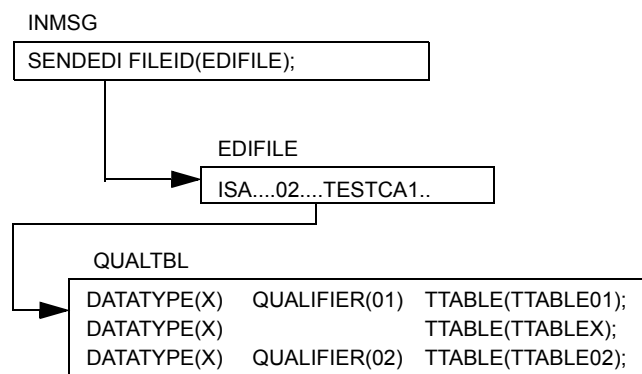 INMSG
SENDEDI FILEID(EDIFILE);
EDIFILE
ISA....02....TESTCA1..
QUALTBL
DATATYPE(X) QUALIFIER(01) TTABLE(TTABLE01);
DATATYPE(X) TTABLE(TTABLEX);
DATATYPE(X) QUALIFIER(02) TTABLE(TTABLE02);